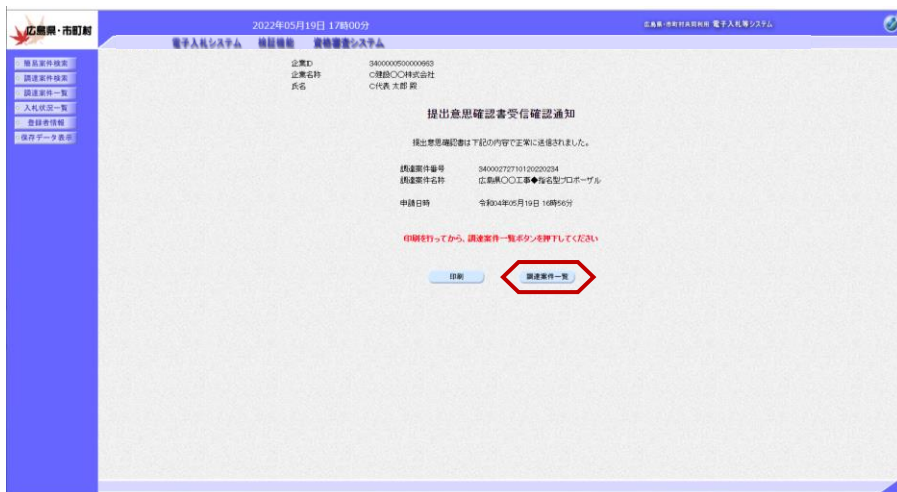 広島県・市町村
2022年05月19日 17時00分
広島県・市町村共同利用 電子入札等システム
電子入札システム 検証機能 資格審査システム
簡易案件検索
調達案件検索
調達案件一覧
入札状況一覧
登録者情報
保存データ表示
企業ID 3400000500000663
企業名称 C建設〇〇株式会社
氏名 C代表 太郎 殿
提出意思確認書受信確認通知
提出意思確認書は下記の内容で正常に送信されました。
調達案件番号 34000272710120220234
調達案件名称 広島県〇〇工事◆指名型プロポーザル
申請日時 令和04年05月19日 16時56分
印刷を行ってから、調達案件一覧ボタンを押下してください
印刷
調達案件一覧